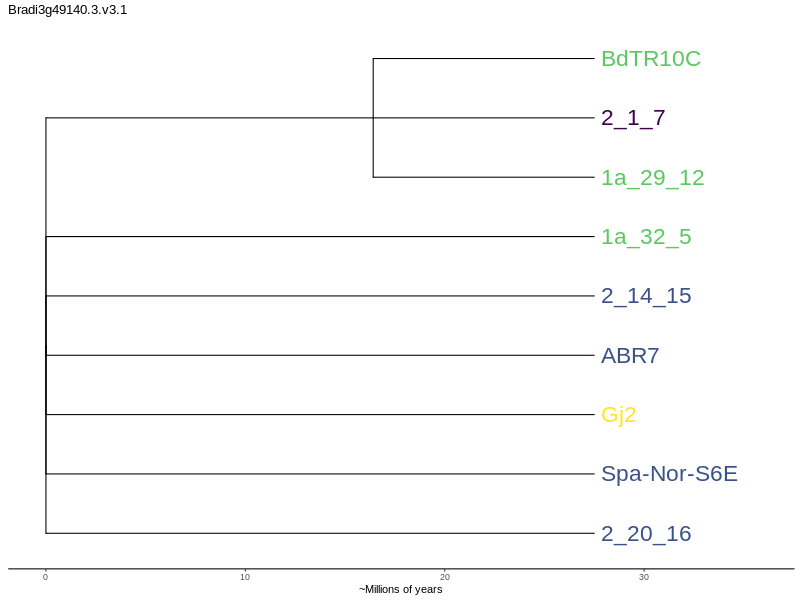 Bradi3g49140.3.v3.1
BdTR10C
2_1_7
1a_29_12
1a_32_5
2_14_15
ABR7
Gj2
Spa-Nor-S6E
2_20_16
0 10 20 30
~Millions of years